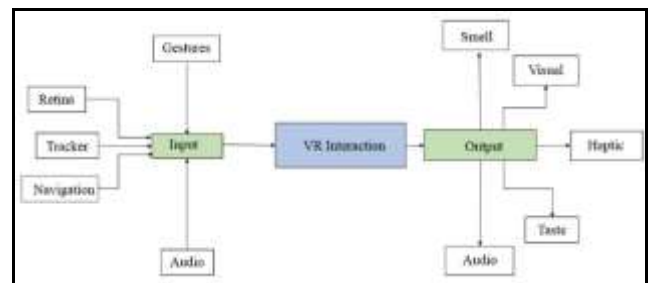 Smell
Gestures
Visual
Retina
Tracker
Input
VR Interaction
Output
Haptic
Navigation
Taste
Audio
Audio